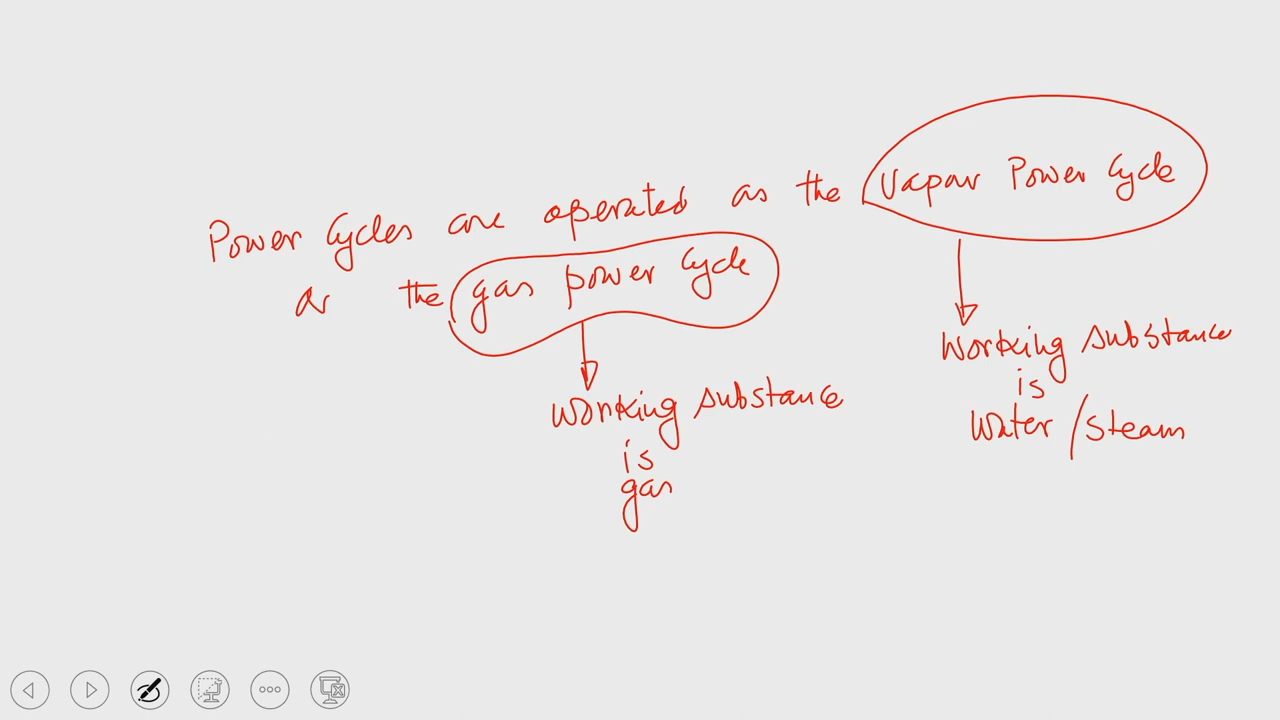 Power Cycles are operated as the Vapour Power Cycle
or the gas power Cycle
Working substance
is
gas
Working substance
is
Water / Steam